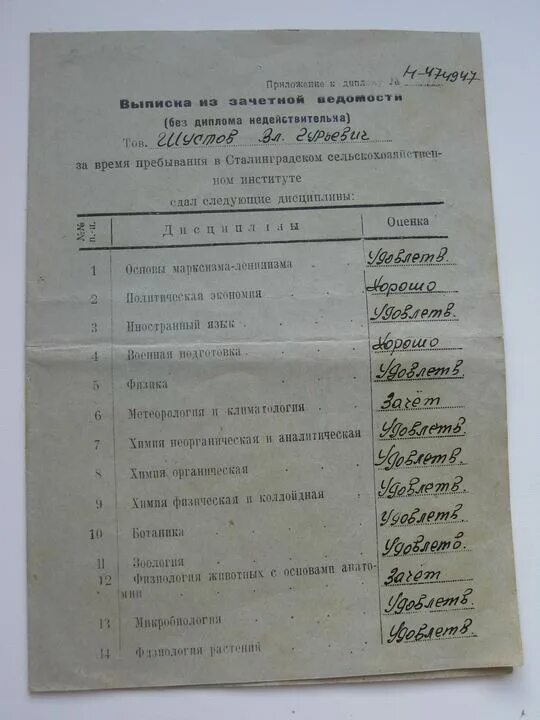 Приложение к диплому № Н-474947
Выписка из зачетной ведомости
(без диплома недействительна)
Тов. Шустов Вл. Гурьевич
за время пребывания в Сталинградском сельскохозяйствен-
ном институте
сдал следующие дисциплины:
№№ п.-п. Дисциплины Оценка
1 Основы марксизма-ленинизма Удовлетв.
2 Политическая экономия Хорошо
3 Иностранный язык Удовлетв.
4 Военная подготовка Хорошо
5 Физика Удовлетв.
6 Метеорология и климатология Зачёт
7 Химия неорганическая и аналитическая Удовлетв.
8 Химия органическая Удовлетв.
9 Химия физическая и коллойдная Удовлетв.
10 Ботаника Удовлетв.
11 Зоология Удовлетв.
12 Физиология животных с основами анато-
мии Зачёт
13 Микробиология Удовлетв.
14 Физиология растений Удовлетв.